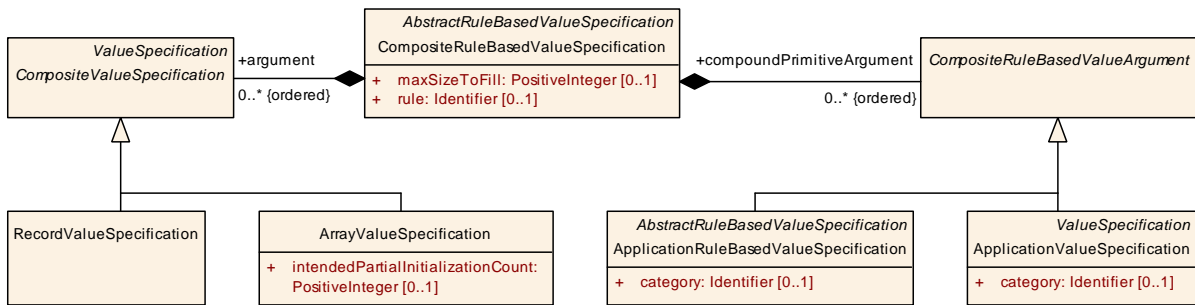 AbstractRuleBasedValueSpecification
CompositeRuleBasedValueSpecification
+ maxSizeToFill: PositiveInteger [0..1]
+ rule: Identifier [0..1]
ValueSpecification
CompositeValueSpecification
+argument
0..* {ordered}
+compoundPrimitiveArgument
0..* {ordered}
CompositeRuleBasedValueArgument
RecordValueSpecification
ArrayValueSpecification
+ intendedPartialInitializationCount:
PositiveInteger [0..1]
AbstractRuleBasedValueSpecification
ApplicationRuleBasedValueSpecification
+ category: Identifier [0..1]
ValueSpecification
ApplicationValueSpecification
+ category: Identifier [0..1]